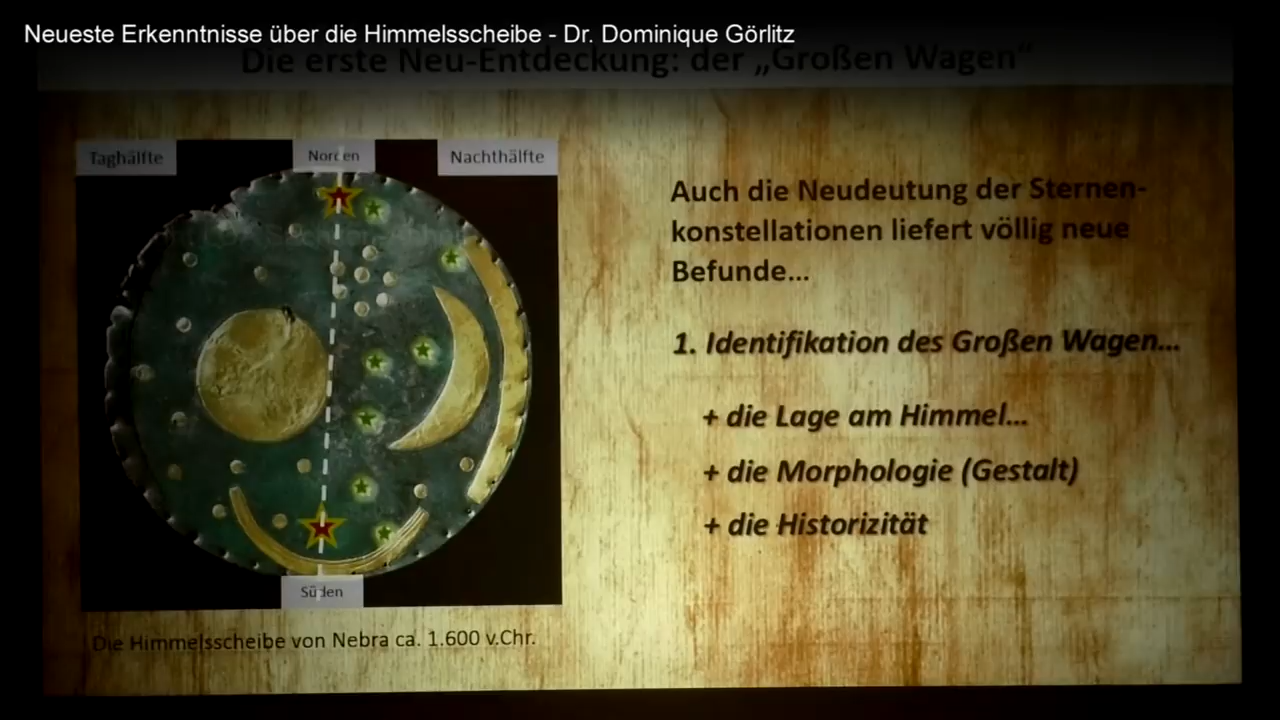 Neueste Erkenntnisse über die Himmelsscheibe - Dr. Dominique Görlitz
Die erste Neu-Entdeckung: der „Großen Wagen“
Taghälfte
Norden
Nachthälfte
Auch die Neudeutung der Sternen-
konstellationen liefert völlig neue
Befunde...
1. Identifikation des Großen Wagen...
+ die Lage am Himmel...
+ die Morphologie (Gestalt)
+ die Historizität
Süden
Die Himmelsscheibe von Nebra ca. 1.600 v.Chr.